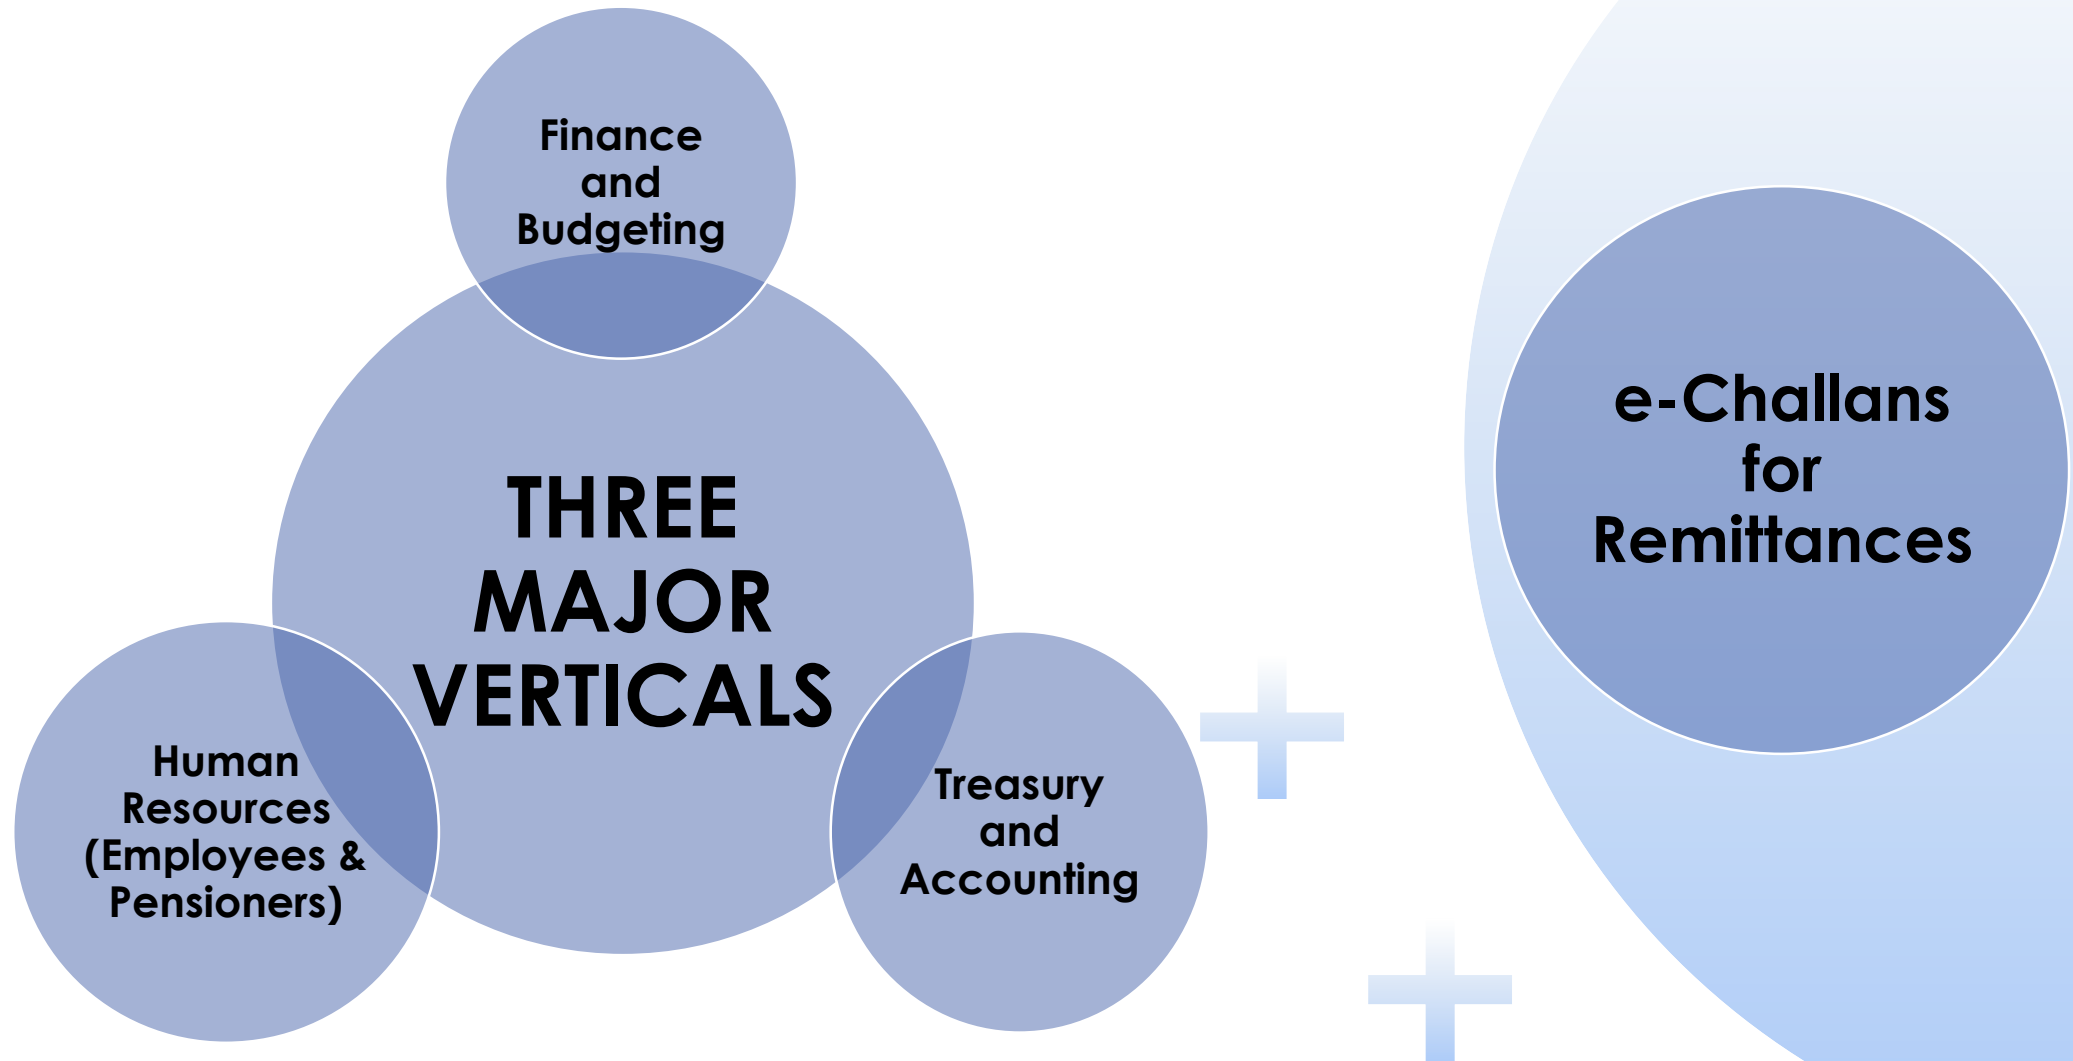 Finance
and
Budgeting
THREE
MAJOR
VERTICALS
Human
Resources
(Employees &
Pensioners)
Treasury
and
Accounting
e-Challans
for
Remittances